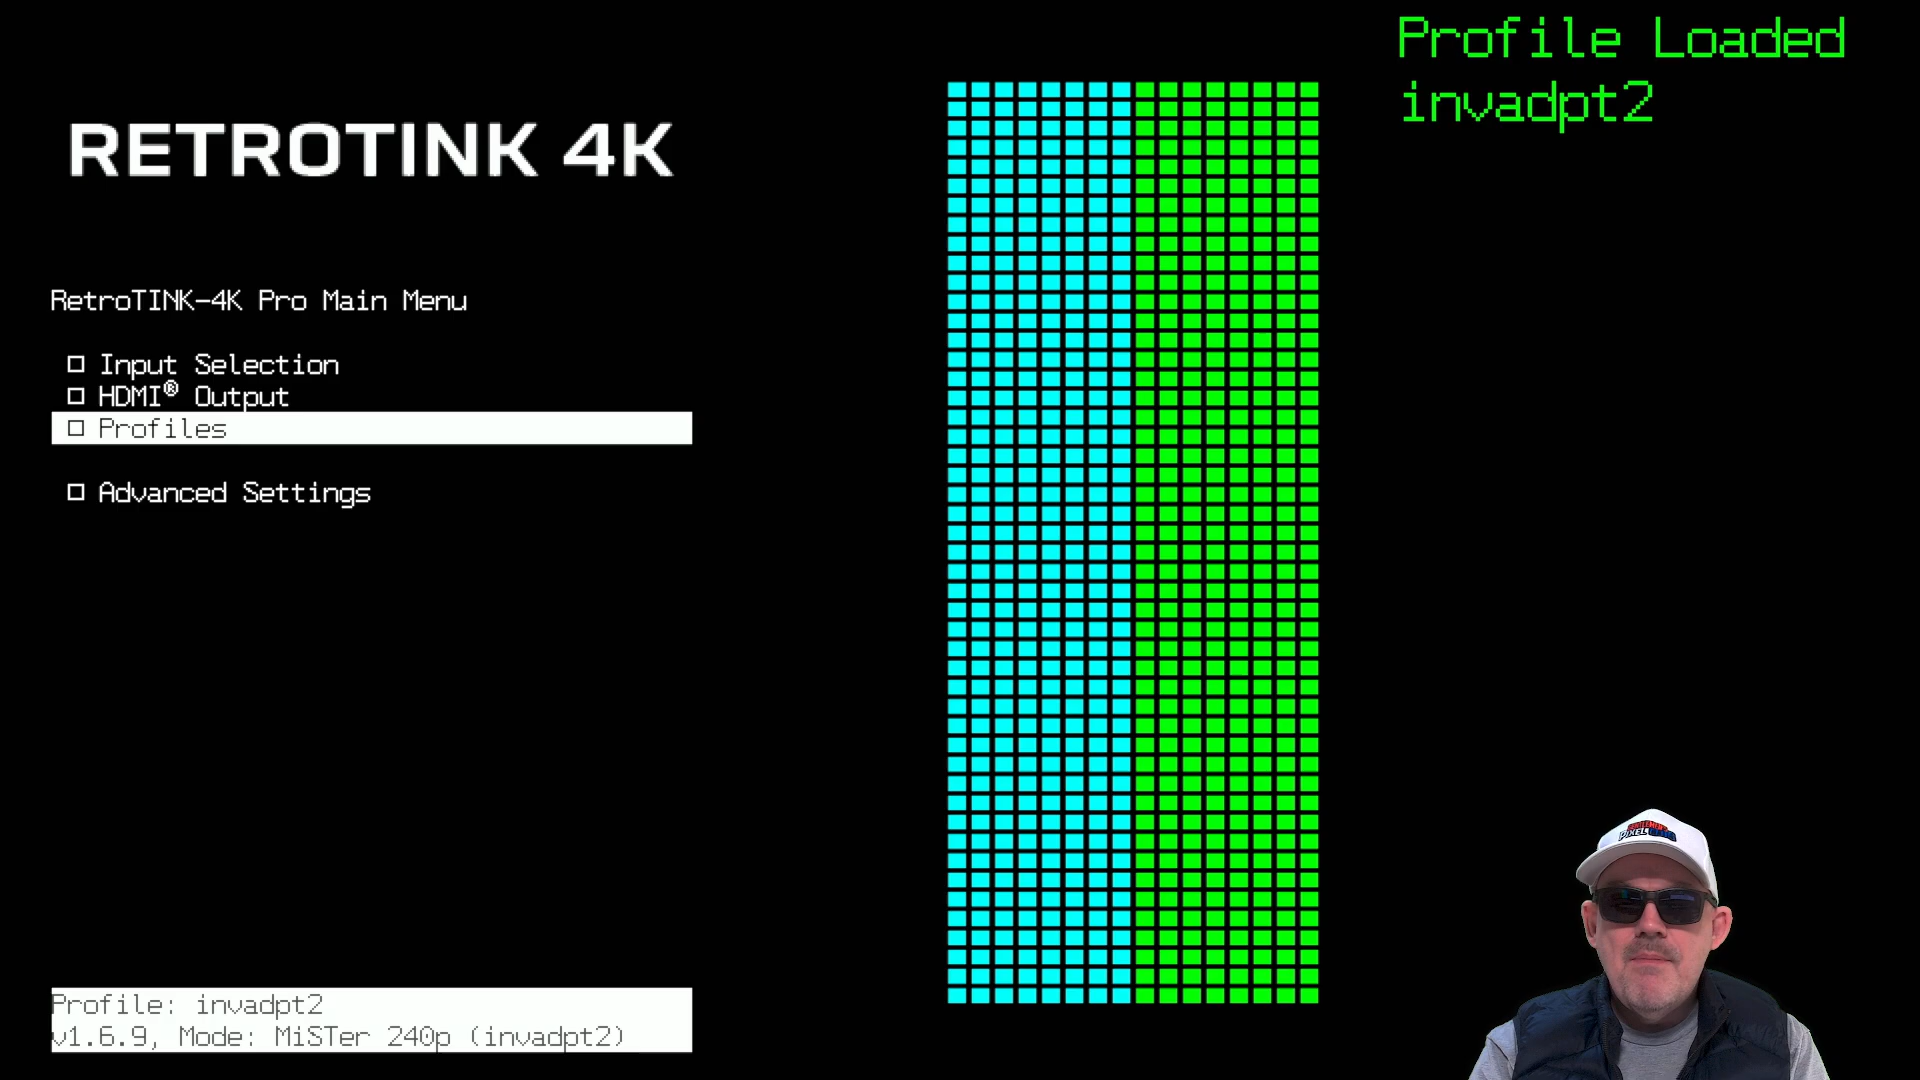 Profile Loaded
invadpt2
RETROTINK 4K
RetroTINK-4K Pro Main Menu
Input Selection
HDMI® Output
Profiles
Advanced Settings
Profile: invadpt2
v1.6.9, Mode: MiSTer 240p (invadpt2)
PIXEL